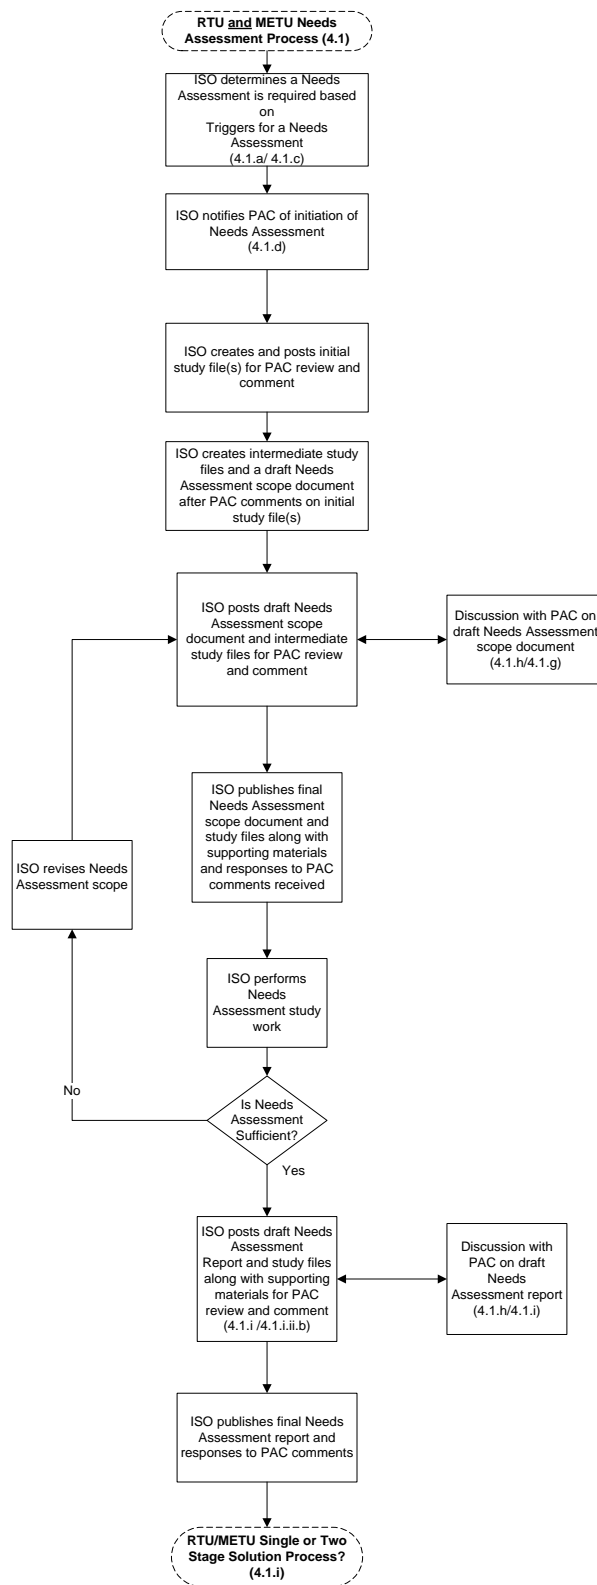 RTU and METU Needs
Assessment Process (4.1)
ISO determines a Needs
Assessment is required based
on
Triggers for a Needs
Assessment
(4.1.a/ 4.1.c)
ISO notifies PAC of initiation of
Needs Assessment
(4.1.d)
ISO creates and posts initial
study file(s) for PAC review and
comment
ISO creates intermediate study
files and a draft Needs
Assessment scope document
after PAC comments on initial
study file(s)
ISO posts draft Needs
Assessment scope
document and intermediate
study files for PAC review
and comment
Discussion with PAC on
draft Needs Assessment
scope document
(4.1.h/4.1.g)
ISO publishes final
Needs Assessment
scope document and
study files along with
supporting materials
and responses to PAC
comments received
ISO revises Needs
Assessment scope
ISO performs
Needs
Assessment study
work
No
Is Needs
Assessment
Sufficient?
Yes
ISO posts draft Needs
Assessment
Report and study files
along with supporting
materials for PAC
review and comment
(4.1.i /4.1.i.ii.b)
Discussion with
PAC on draft
Needs
Assessment report
(4.1.h/4.1.i)
ISO publishes final Needs
Assessment report and
responses to PAC comments
RTU/METU Single or Two
Stage Solution Process?
(4.1.i)